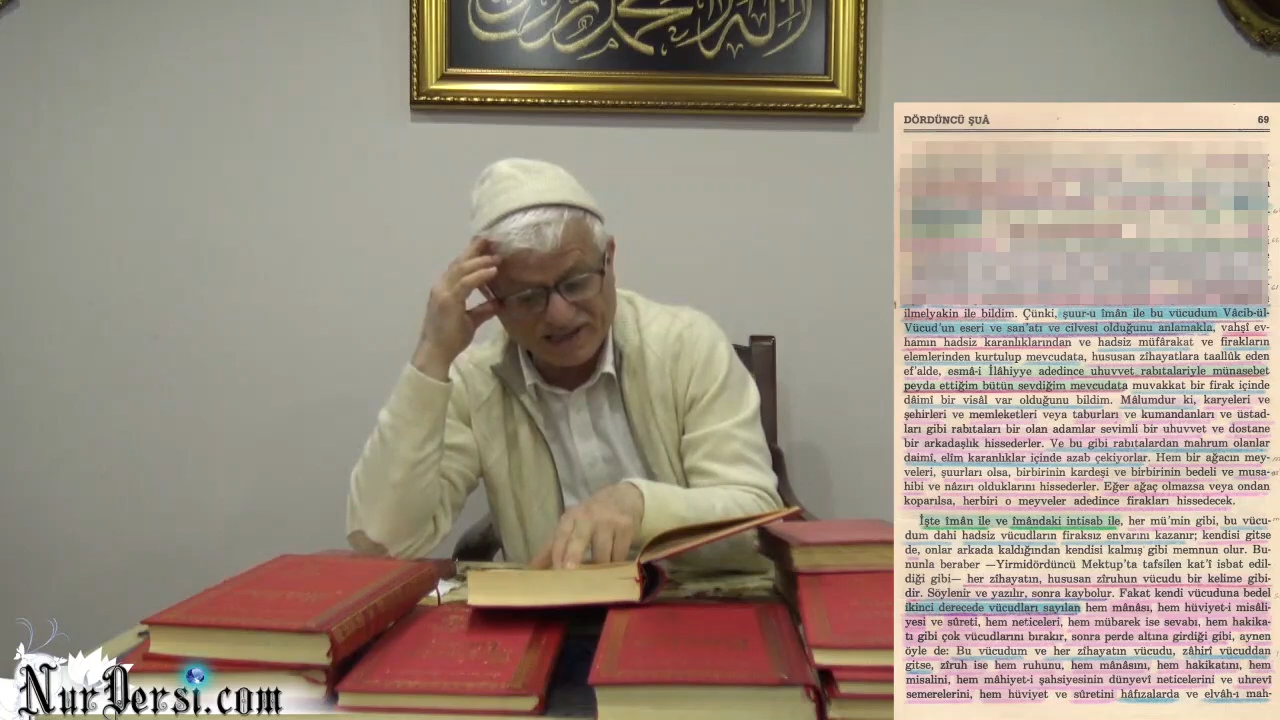 DÖRDÜNCÜ ŞUÂ 69
ilmelyakin ile bildim. Çünki, şuur-u îmân ile bu vücudum Vâcib-ül-
Vücud'un eseri ve san'atı ve cilvesi olduğunu anlamakla, vahşî ev-
hamın hadsiz karanlıklarından ve hadsiz müfârakat ve firakların
elemlerinden kurtulup mevcudata, hususan zîhayatlara taallûk eden
ef'alde, esmâ-i İlâhiyye adedince uhuvvet rabıtalariyle münasebet
peyda ettiğim bütün sevdiğim mevcudata muvakkat bir firak içinde
dâimî bir visâl var olduğunu bildim. Mâlumdur ki, karyeleri ve
şehirleri ve memleketleri veya taburları ve kumandanları ve üstad-
ları gibi rabıtaları bir olan adamlar sevimli bir uhuvvet ve dostane
bir arkadaşlık hissederler. Ve bu gibi rabıtalardan mahrum olanlar
daimî, elîm karanlıklar içinde azab çekiyorlar. Hem bir ağacın mey-
veleri, şuurları olsa, birbirinin kardeşi ve birbirinin bedeli ve musa-
hibi ve nâzırı olduklarını hissederler. Eğer ağaç olmazsa veya ondan
koparılsa, herbiri o meyveler adedince firakları hissedecek.
İşte îmân ile ve îmândaki intisab ile, her mü'min gibi, bu vücu-
dum dahi hadsiz vücudların firaksız envarını kazanır; kendisi gitse
de, onlar arkada kaldığından kendisi kalmış gibi memnun olur. Bu-
nunla beraber —Yirmidördüncü Mektup'ta tafsilen kat'î isbat edil-
diği gibi— her zîhayatın, hususan zîruhun vücudu bir kelime gibi-
dir. Söylenir ve yazılır, sonra kaybolur. Fakat kendi vücuduna bedel
ikinci derecede vücudları sayılan hem mânâsı, hem hüviyet-i misâli-
yesi ve sûreti, hem neticeleri, hem mübarek ise sevabı, hem hakika-
tı gibi çok vücudlarını bırakır, sonra perde altına girdiği gibi, aynen
öyle de: Bu vücudum ve her zîhayatın vücudu, zâhirî vücuddan
gitse, zîruh ise hem ruhunu, hem mânâsını, hem hakikatını, hem
misalini, hem mâhiyet-i şahsiyesinin dünyevî neticelerini ve uhrevî
semerelerini, hem hüviyet ve sûretini hâfızalarda ve elvâh-ı mah-
NurDersi.com